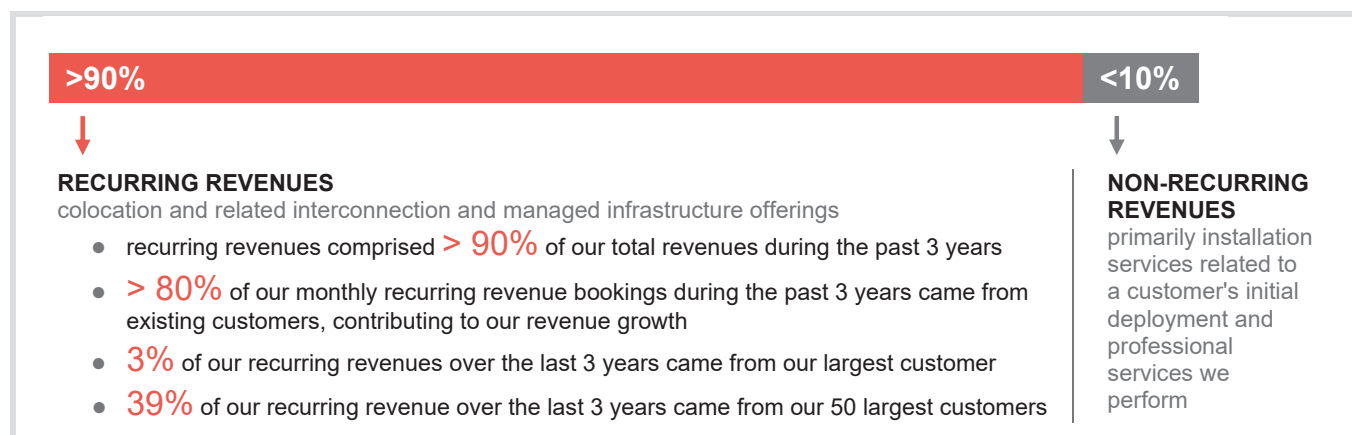 >90%
<10%
RECURRING REVENUES
colocation and related interconnection and managed infrastructure offerings
● recurring revenues comprised > 90% of our total revenues during the past 3 years
● > 80% of our monthly recurring revenue bookings during the past 3 years came from
existing customers, contributing to our revenue growth
● 3% of our recurring revenues over the last 3 years came from our largest customer
● 39% of our recurring revenue over the last 3 years came from our 50 largest customers
NON-RECURRING
REVENUES
primarily installation
services related to
a customer's initial
deployment and
professional
services we
perform